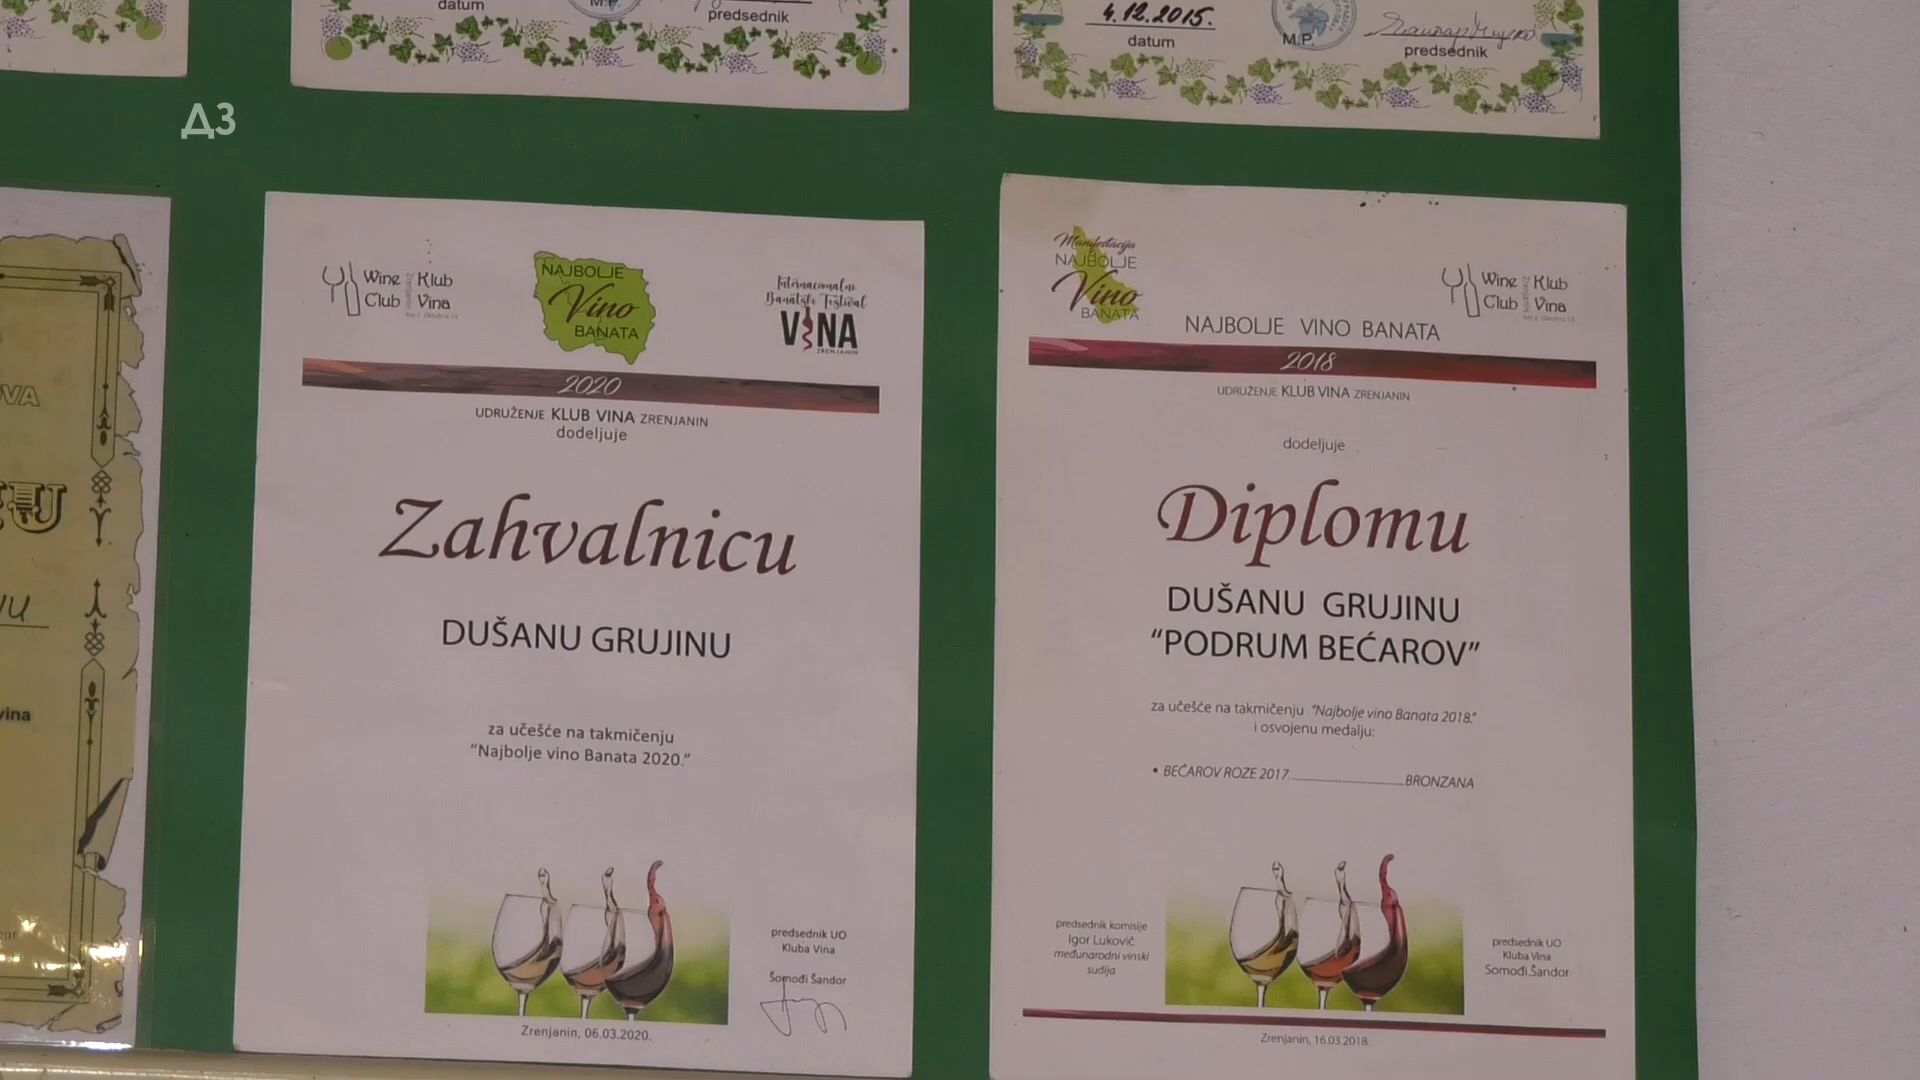 datum
M.P.
predsednik
4.12.2015.
datum
M.P.
predsednik
ДЗ
VA
U
vina
Wine Klub
Club Vina
Zrenjanin
NAJBOLJE
Vino
BANATA
Internacionalni
Banatski Festival
VINA
ZRENJANIN
2020
UDRUŽENJE KLUB VINA ZRENJANIN
dodeljuje
Zahvalnicu
DUŠANU GRUJINU
za učešće na takmičenju
“Najbolje vino Banata 2020.”
predsednik UO
Kluba Vina
Šomođi Šandor
Zrenjanin, 06.03.2020.
Manifestacija
NAJBOLJE
Vino
BANATA
NAJBOLJE VINO BANATA
Wine Klub
Club Vina
Zrenjanin
2018
UDRUŽENJE KLUB VINA ZRENJANIN
dodeljuje
Diplomu
DUŠANU GRUJINU
“PODRUM BEĆAROV”
za učešće na takmičenju “Najbolje vino Banata 2018.”
i osvojenu medalju:
• BEĆAROV ROZE 2017.......................................BRONZANA
predsednik komisije
Igor Luković
međunarodni vinski
sudija
predsednik UO
Kluba Vina
Šomođi Šandor
Zrenjanin, 16.03.2018.